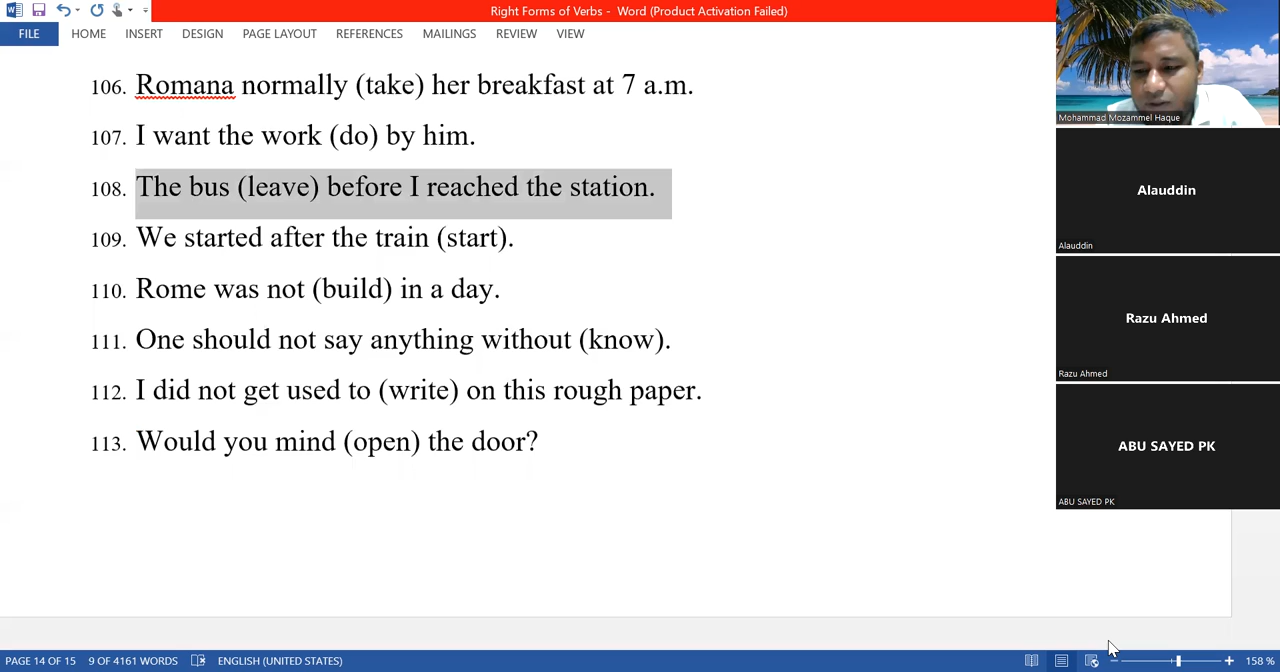 Right Forms of Verbs - Word (Product Activation Failed)
FILE HOME INSERT DESIGN PAGE LAYOUT REFERENCES MAILINGS REVIEW VIEW
106. Romana normally (take) her breakfast at 7 a.m.
107. I want the work (do) by him.
108. The bus (leave) before I reached the station.
109. We started after the train (start).
110. Rome was not (build) in a day.
111. One should not say anything without (know).
112. I did not get used to (write) on this rough paper.
113. Would you mind (open) the door?
Mohammad Mozammel Haque
Alauddin
Alauddin
Razu Ahmed
Razu Ahmed
ABU SAYED PK
ABU SAYED PK
PAGE 14 OF 15 9 OF 4161 WORDS ENGLISH (UNITED STATES) 158 %